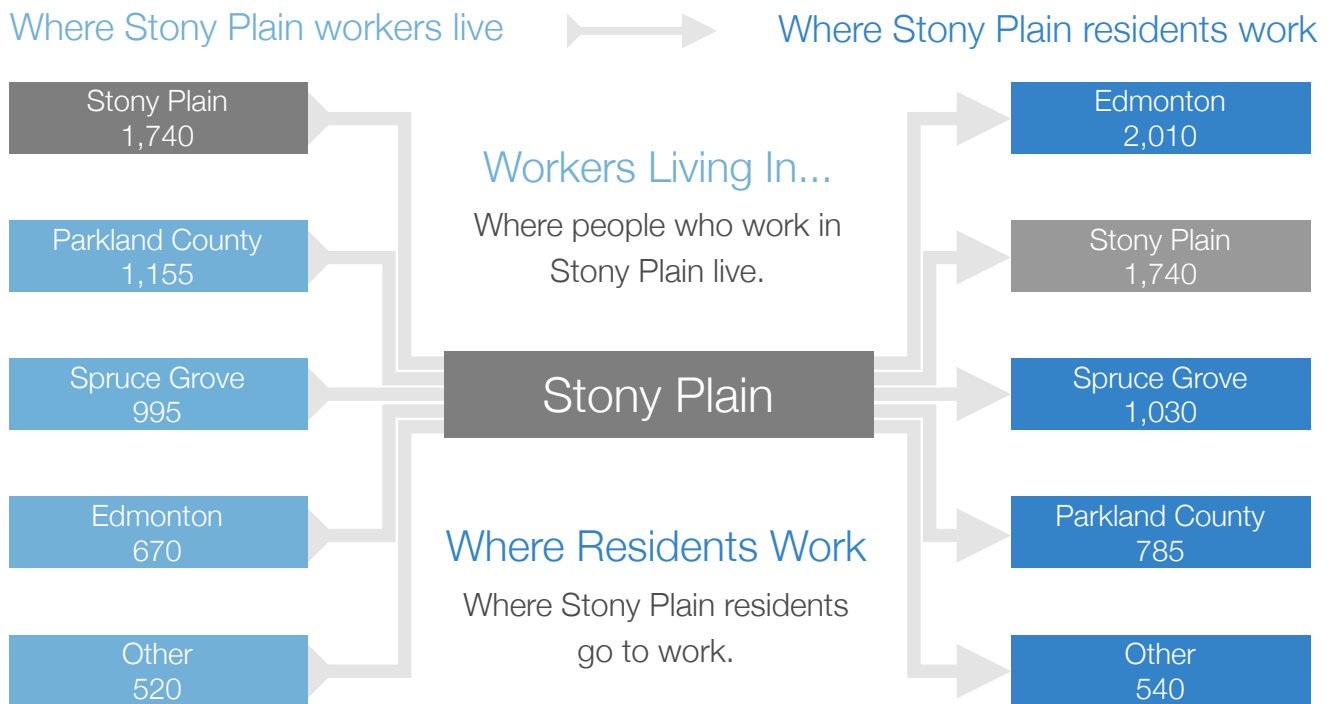 Where Stony Plain workers live
Where Stony Plain residents work
Stony Plain
1,740
Parkland County
1,155
Spruce Grove
995
Edmonton
670
Other
520
Workers Living In...
Where people who work in
Stony Plain live.
Stony Plain
Where Residents Work
Where Stony Plain residents
go to work.
Edmonton
2,010
Stony Plain
1,740
Spruce Grove
1,030
Parkland County
785
Other
540